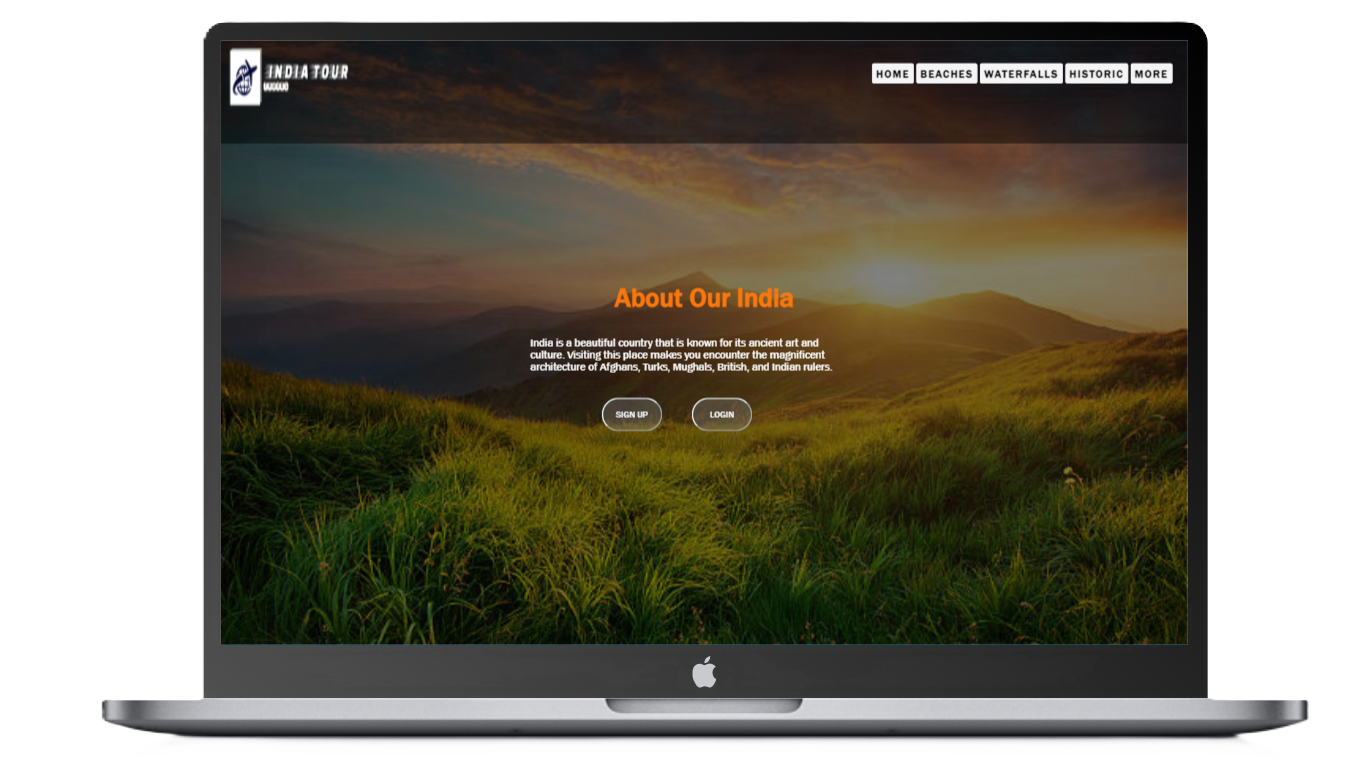 INDIA TOUR
HOME BEACHES WATERFALLS HISTORIC MORE
About Our India
India is a beautiful country that is known for its ancient art and
culture. Visiting this place makes you encounter the magnificent
architecture of Afghans, Turks, Mughals, British, and Indian rulers.
SIGN UP LOGIN